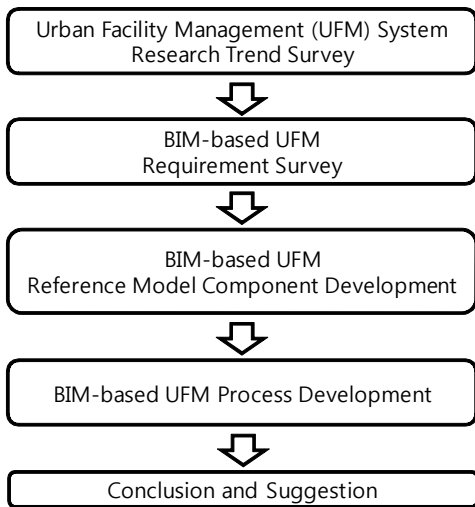 Urban Facility Management (UFM) System
Research Trend Survey
BIM-based UFM
Requirement Survey
BIM-based UFM
Reference Model Component Development
BIM-based UFM Process Development
Conclusion and Suggestion